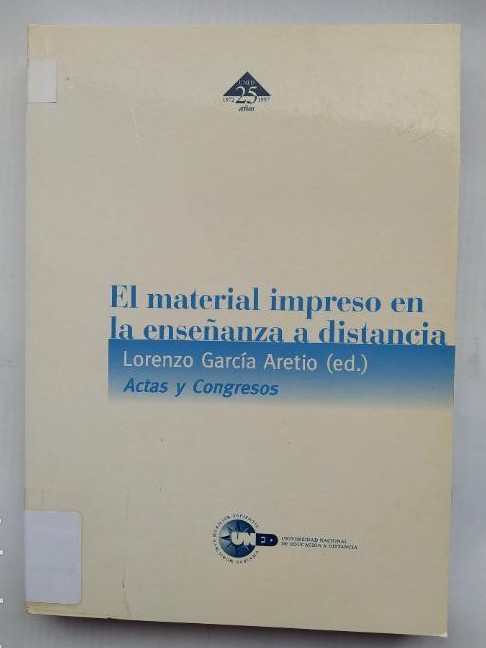 UNED
1972 25 1997
años
El material impreso en
la enseñanza a distancia
Lorenzo García Aretio (ed.)
Actas y Congresos
UNED
UNIVERSIDAD NACIONAL
DE EDUCACIÓN A DISTANCIA